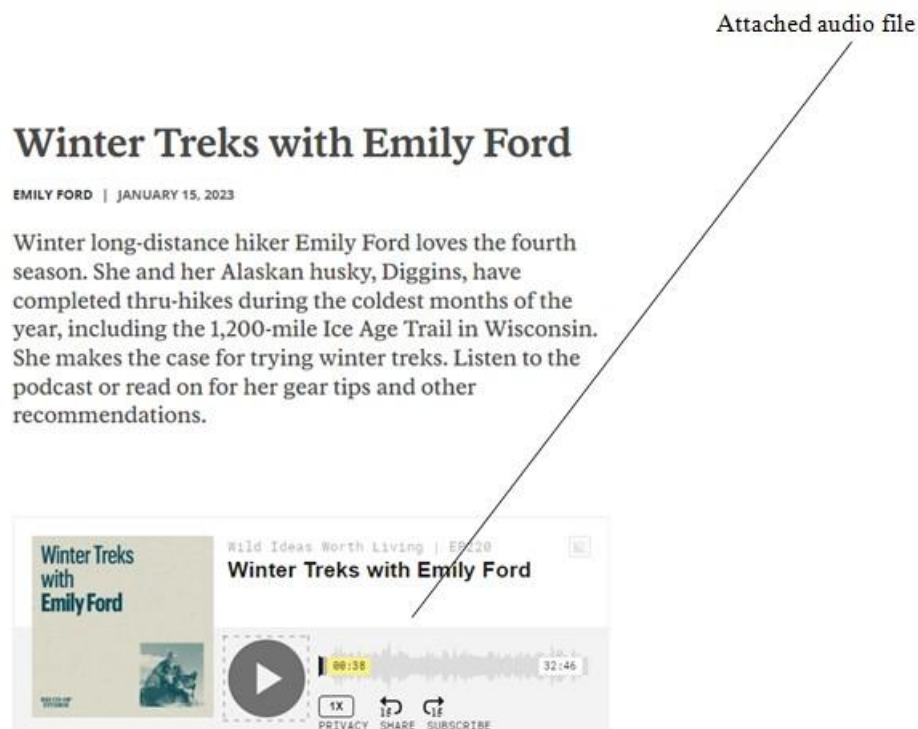 Attached audio file
Winter Treks with Emily Ford
EMILY FORD | JANUARY 15, 2023
Winter long-distance hiker Emily Ford loves the fourth
season. She and her Alaskan husky, Diggins, have
completed thru-hikes during the coldest months of the
year, including the 1,200-mile Ice Age Trail in Wisconsin.
She makes the case for trying winter treks. Listen to the
podcast or read on for her gear tips and other
recommendations.
Winter Treks
with
Emily Ford
Wild Ideas Worth Living | EP220
Winter Treks with Emily Ford
00:38
32:46
1X
15
15
PRIVACY SHARE SUBSCRIBE